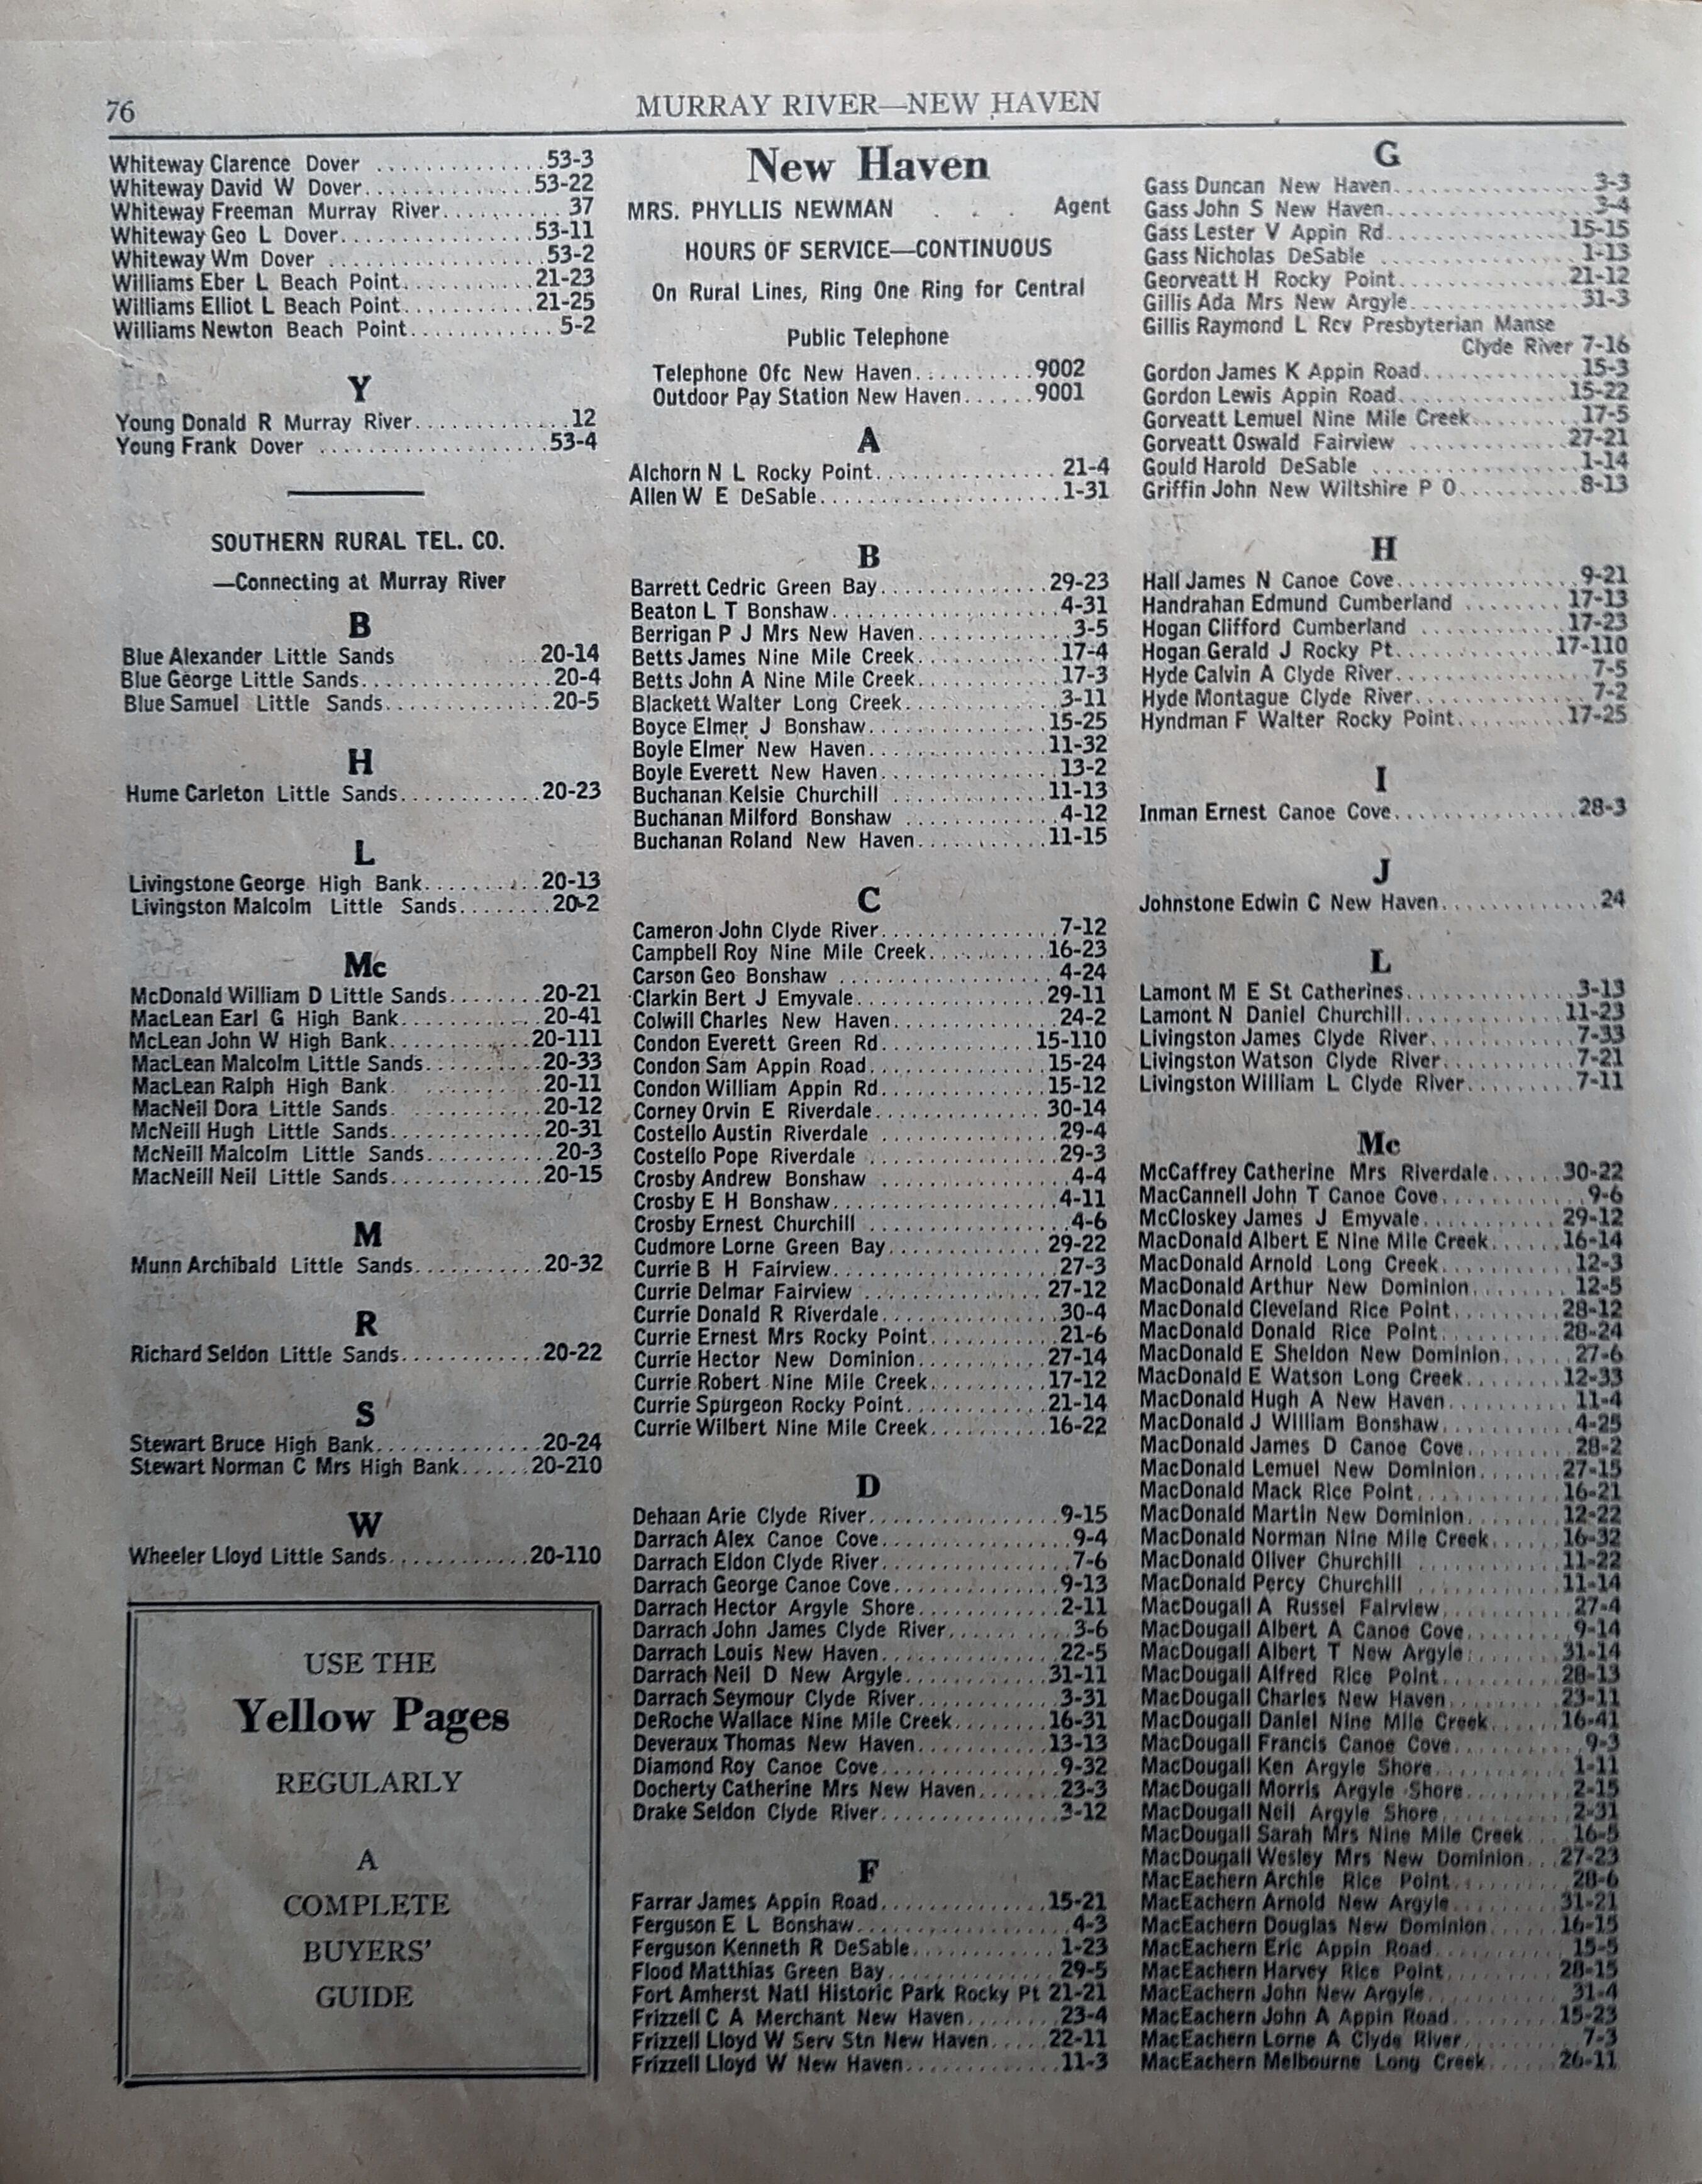 76
MURRAY RIVER—NEW HAVEN
Whiteway Clarence Dover ............. 53-3
Whiteway David W Dover............. 53-22
Whiteway Freeman Murray River.......... 37
Whiteway Geo L Dover............... 53-11
Whiteway Wm Dover ................. 53-2
Williams Eber L Beach Point........... 21-23
Williams Elliot L Beach Point........... 21-25
Williams Newton Beach Point............ 5-2
Y
Young Donald R Murray River............. 12
Young Frank Dover .................. 53-4
SOUTHERN RURAL TEL. CO.
—Connecting at Murray River
B
Blue Alexander Little Sands ..... 20-14
Blue George Little Sands.............. 20-4
Blue Samuel Little Sands............. 20-5
H
Hume Carleton Little Sands............ 20-23
L
Livingstone George High Bank.......... 20-13
Livingston Malcolm Little Sands........ 20-2
Mc
McDonald William D Little Sands........ 20-21
MacLean Earl G High Bank............ 20-41
McLean John W High Bank............ 20-111
MacLean Malcolm Little Sands.......... 20-33
MacLean Ralph High Bank. .......... 20-11
MacNeil Dora Little Sands. ............ 20-12
McNeill Hugh Little Sands............. 20-31
McNeill Malcolm Little Sands........... 20-3
MacNeill Neil Little Sands............. 20-15
M
Munn Archibald Little Sands........... 20-32
R
Richard Seldon Little Sands............ 20-22
S
Stewart Bruce High Bank.............. 20-24
Stewart Norman C Mrs High Bank...... 20-210
W
Wheeler Lloyd Little Sands............ 20-110
USE THE
Yellow Pages
REGULARLY
A
COMPLETE
BUYERS'
GUIDE
New Haven
MRS. PHYLLIS NEWMAN . . . Agent
HOURS OF SERVICE—CONTINUOUS
On Rural Lines, Ring One Ring for Central
Public Telephone
Telephone Ofc New Haven.......... 9002
Outdoor Pay Station New Haven...... 9001
A
Alchorn N L Rocky Point............... 21-4
Allen W E DeSable.................... 1-31
B
Barrett Cedric Green Bay.............. 29-23
Beaton L T Bonshaw................... 4-31
Berrigan P J Mrs New Haven............ 3-5
Betts James Nine Mile Creek............ 17-4
Betts John A Nine Mile Creek........... 17-3
Blackett Walter Long Creek............. 3-11
Boyce Elmer J Bonshaw............... 15-25
Boyle Elmer New Haven............... 11-32
Boyle Everett New Haven.............. 13-2
Buchanan Kelsie Churchill ............ 11-13
Buchanan Milford Bonshaw ............ 4-12
Buchanan Roland New Haven........... 11-15
C
Cameron John Clyde River.............. 7-12
Campbell Roy Nine Mile Creek.......... 16-23
Carson Geo Bonshaw .................. 4-24
Clarkin Bert J Emyvale................ 29-11
Colwill Charles New Haven............. 24-2
Condon Everett Green Rd............. 15-110
Condon Sam Appin Road............... 15-24
Condon William Appin Rd.............. 15-12
Corney Orvin E Riverdale.............. 30-14
Costello Austin Riverdale .............. 29-4
Costello Pope Riverdale ............... 29-3
Crosby Andrew Bonshaw ............... 4-4
Crosby E H Bonshaw................... 4-11
Crosby Ernest Churchill ................ 4-6
Cudmore Lorne Green Bay............. 29-22
Currie B H Fairview................... 27-3
Currie Delmar Fairview ............... 27-12
Currie Donald R Riverdale.............. 30-4
Currie Ernest Mrs Rocky Point.......... 21-6
Currie Hector New Dominion........... 27-14
Currie Robert Nine Mile Creek.......... 17-12
Currie Spurgeon Rocky Point........... 21-14
Currie Wilbert Nine Mile Creek.......... 16-22
D
Dehaan Arie Clyde River............... 9-15
Darrach Alex Canoe Cove............... 9-4
Darrach Eldon Clyde River.............. 7-6
Darrach George Canoe Cove............. 9-13
Darrach Hector Argyle Shore............ 2-11
Darrach John James Clyde River......... 3-6
Darrach Louis New Haven.............. 22-5
Darrach Neil D New Argyle............ 31-11
Darrach Seymour Clyde River........... 3-31
DeRoche Wallace Nine Mile Creek....... 16-31
Deveraux Thomas New Haven........... 13-13
Diamond Roy Canoe Cove.............. 9-32
Docherty Catherine Mrs New Haven...... 23-3
Drake Seldon Clyde River.............. 3-12
F
Farrar James Appin Road.............. 15-21
Ferguson E L Bonshaw................. 4-3
Ferguson Kenneth R DeSable............ 1-23
Flood Matthias Green Bay.............. 29-5
Fort Amherst Natl Historic Park Rocky Pt 21-21
Frizzell C A Merchant New Haven....... 23-4
Frizzell Lloyd W Serv Stn New Haven..... 22-11
Frizzell Lloyd W New Haven............ 11-3
G
Gass Duncan New Haven................ 3-3
Gass John S New Haven................. 3-4
Gass Lester V Appin Rd............... 15-15
Gass Nicholas DeSable ................ 1-13
Georveatt H Rocky Point.............. 21-12
Gillis Ada Mrs New Argyle............. 31-3
Gillis Raymond L Rev Presbyterian Manse
Clyde River 7-16
Gordon James K Appin Road............ 15-3
Gordon Lewis Appin Road............. 15-22
Gorveatt Lemuel Nine Mile Creek........ 17-5
Gorveatt Oswald Fairview ............. 27-21
Gould Harold DeSable ................. 1-14
Griffin John New Wiltshire P O.......... 8-13
H
Hall James N Canoe Cove.............. 9-21
Handrahan Edmund Cumberland ........ 17-13
Hogan Clifford Cumberland ............ 17-23
Hogan Gerald J Rocky Pt............. 17-110
Hyde Calvin A Clyde River.............. 7-5
Hyde Montague Clyde River............. 7-2
Hyndman F Walter Rocky Point......... 17-25
I
Inman Ernest Canoe Cove.............. 28-3
J
Johnstone Edwin C New Haven............ 24
L
Lamont M E St Catherines.............. 3-13
Lamont N Daniel Churchill............. 11-23
Livingston James Clyde River........... 7-33
Livingston Watson Clyde River.......... 7-21
Livingston William L Clyde River........ 7-11
Mc
McCaffrey Catherine Mrs Riverdale...... 30-22
MacCannell John T Canoe Cove.......... 9-6
McCloskey James J Emyvale............ 29-12
MacDonald Albert E Nine Mile Creek...... 16-14
MacDonald Arnold Long Creek.......... 12-3
MacDonald Arthur New Dominion........ 12-5
MacDonald Cleveland Rice Point........ 28-12
MacDonald Donald Rice Point.......... 28-24
MacDonald E Sheldon New Dominion...... 27-6
MacDonald E Watson Long Creek........ 12-33
MacDonald Hugh A New Haven.......... 11-4
MacDonald J William Bonshaw.......... 4-25
MacDonald James D Canoe Cove........ 28-2
MacDonald Lemuel New Dominion....... 27-15
MacDonald Mack Rice Point............ 16-21
MacDonald Martin New Dominion........ 12-22
MacDonald Norman Nine Mile Creek...... 16-32
MacDonald Oliver Churchill ........... 11-22
MacDonald Percy Churchill ............ 11-14
MacDougall A Russel Fairview.......... 27-4
MacDougall Albert A Canoe Cove........ 9-14
MacDougall Albert T New Argyle........ 31-14
MacDougall Alfred Rice Point.......... 28-13
MacDougall Charles New Haven......... 23-11
MacDougall Daniel Nine Mile Creek...... 16-41
MacDougall Francis Canoe Cove......... 9-3
MacDougall Ken Argyle Shore........... 1-11
MacDougall Morris Argyle Shore........ 2-15
MacDougall Neil Argyle Shore.......... 2-31
MacDougall Sarah Mrs Nine Mile Creek.... 16-5
MacDougall Wesley Mrs New Dominion... 27-23
MacEachern Archie Rice Point.......... 28-6
MacEachern Arnold New Argyle......... 31-21
MacEachern Douglas New Dominion...... 16-15
MacEachern Eric Appin Road........... 15-5
MacEachern Harvey Rice Point......... 28-15
MacEachern John New Argyle........... 31-4
MacEachern John A Appin Road......... 15-23
MacEachern Lorne A Clyde River........ 7-3
MacEachern Melbourne Long Creek...... 26-11